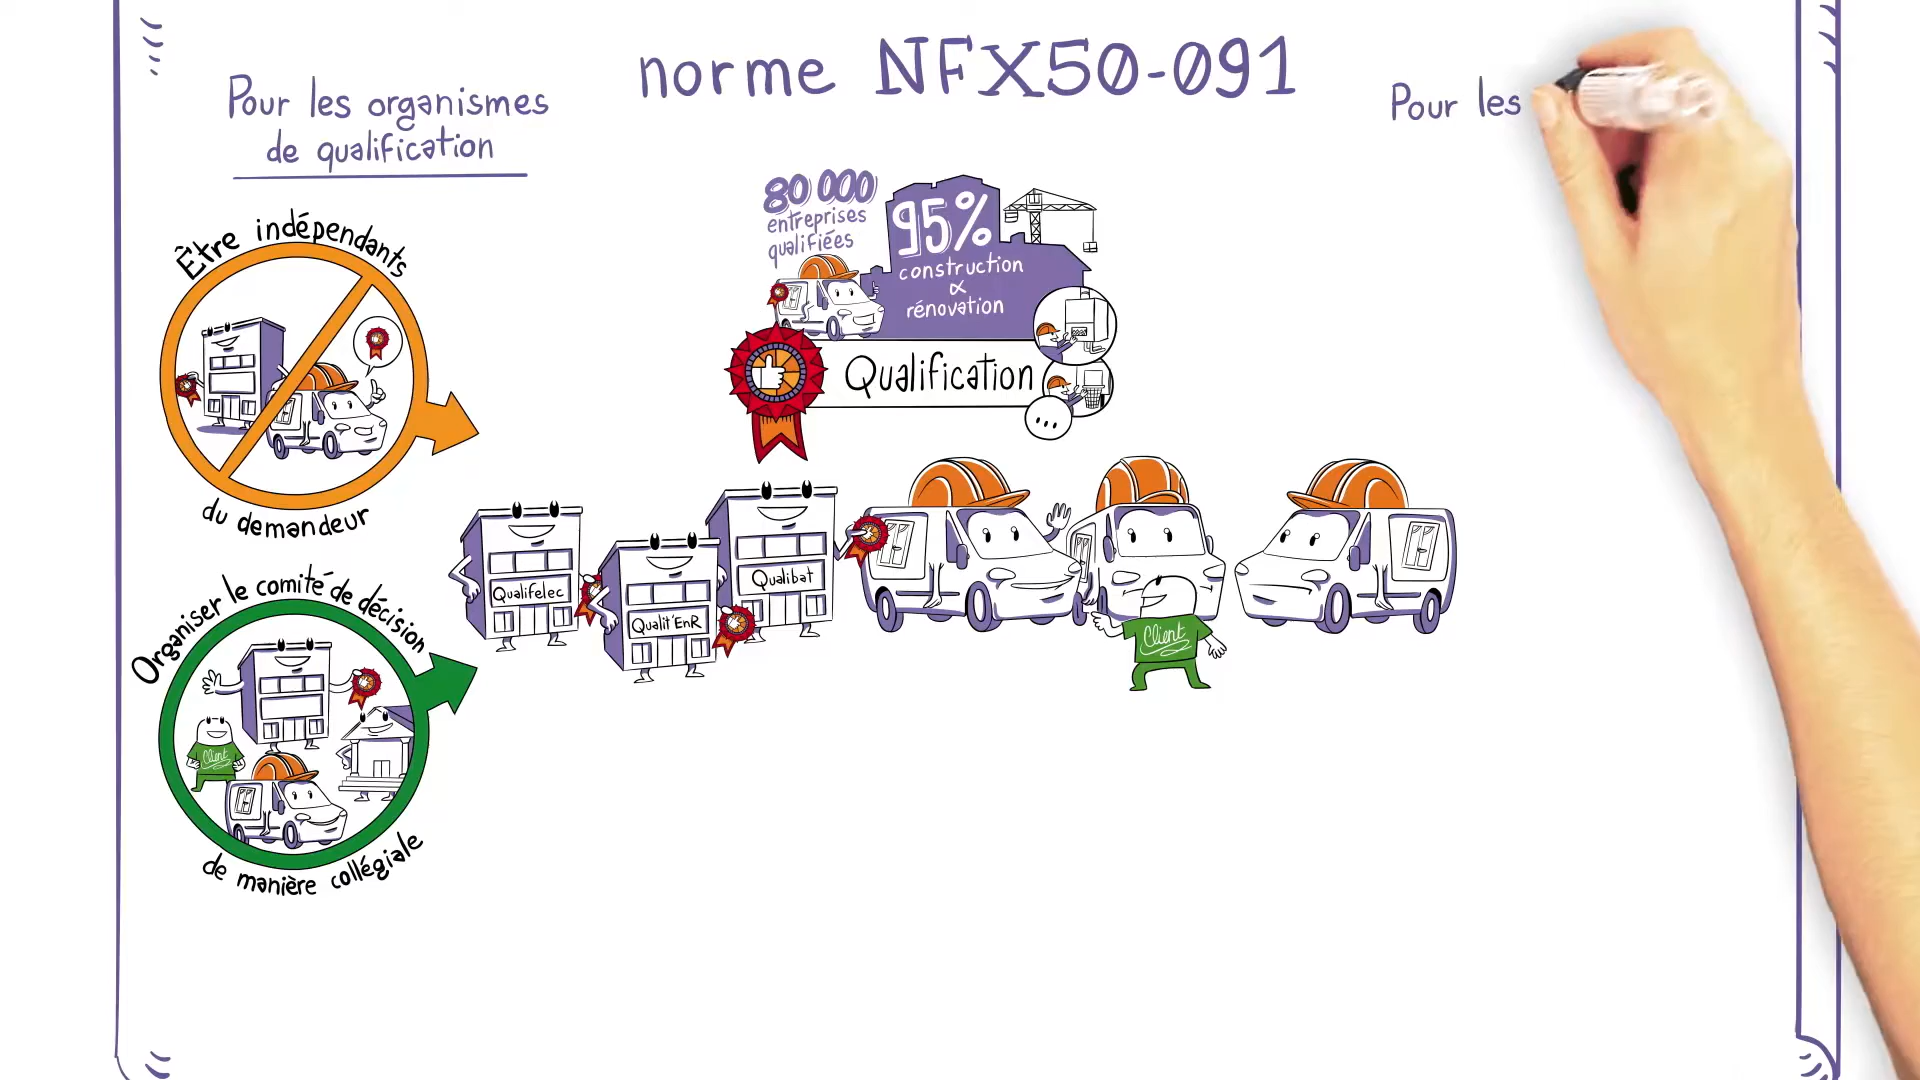 norme NFX50-091
Pour les organismes
de qualification
Être indépendants
du demandeur
Organiser le comité de décision
Client
de manière collégiale
80 000
entreprises
qualifiées
95%
construction
&
rénovation
Qualification
Qualifelec
Qualit'EnR
Qualibat
Client
Pour les